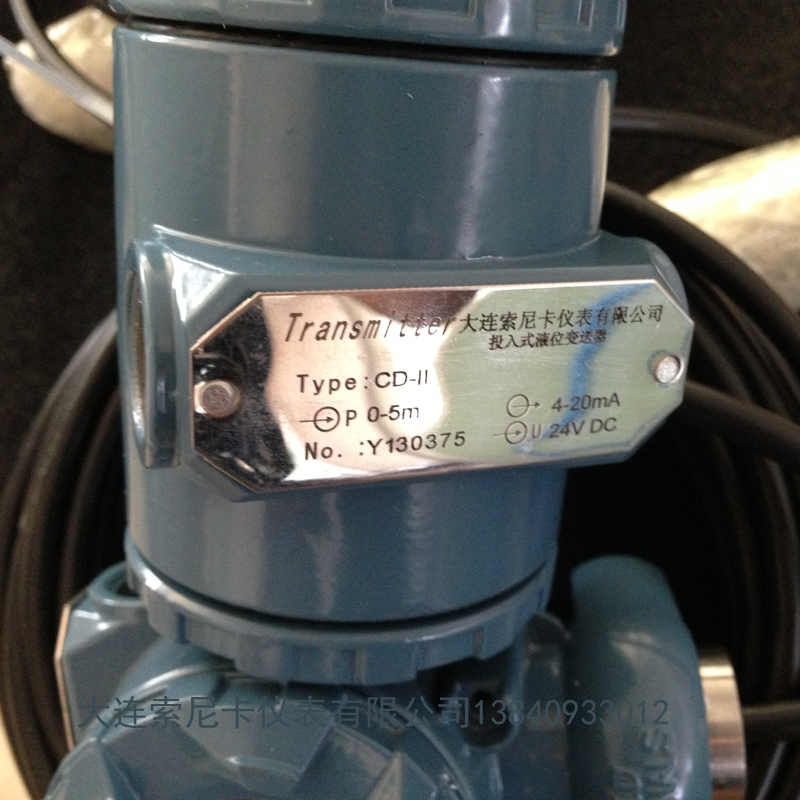 Transmitter 大连索尼卡仪表有限公司
投入式液位变送器
Type: CD-II
P 0-5m
4-20mA
No. :Y130375
U 24V DC
大连索尼卡仪表有限公司13840933012